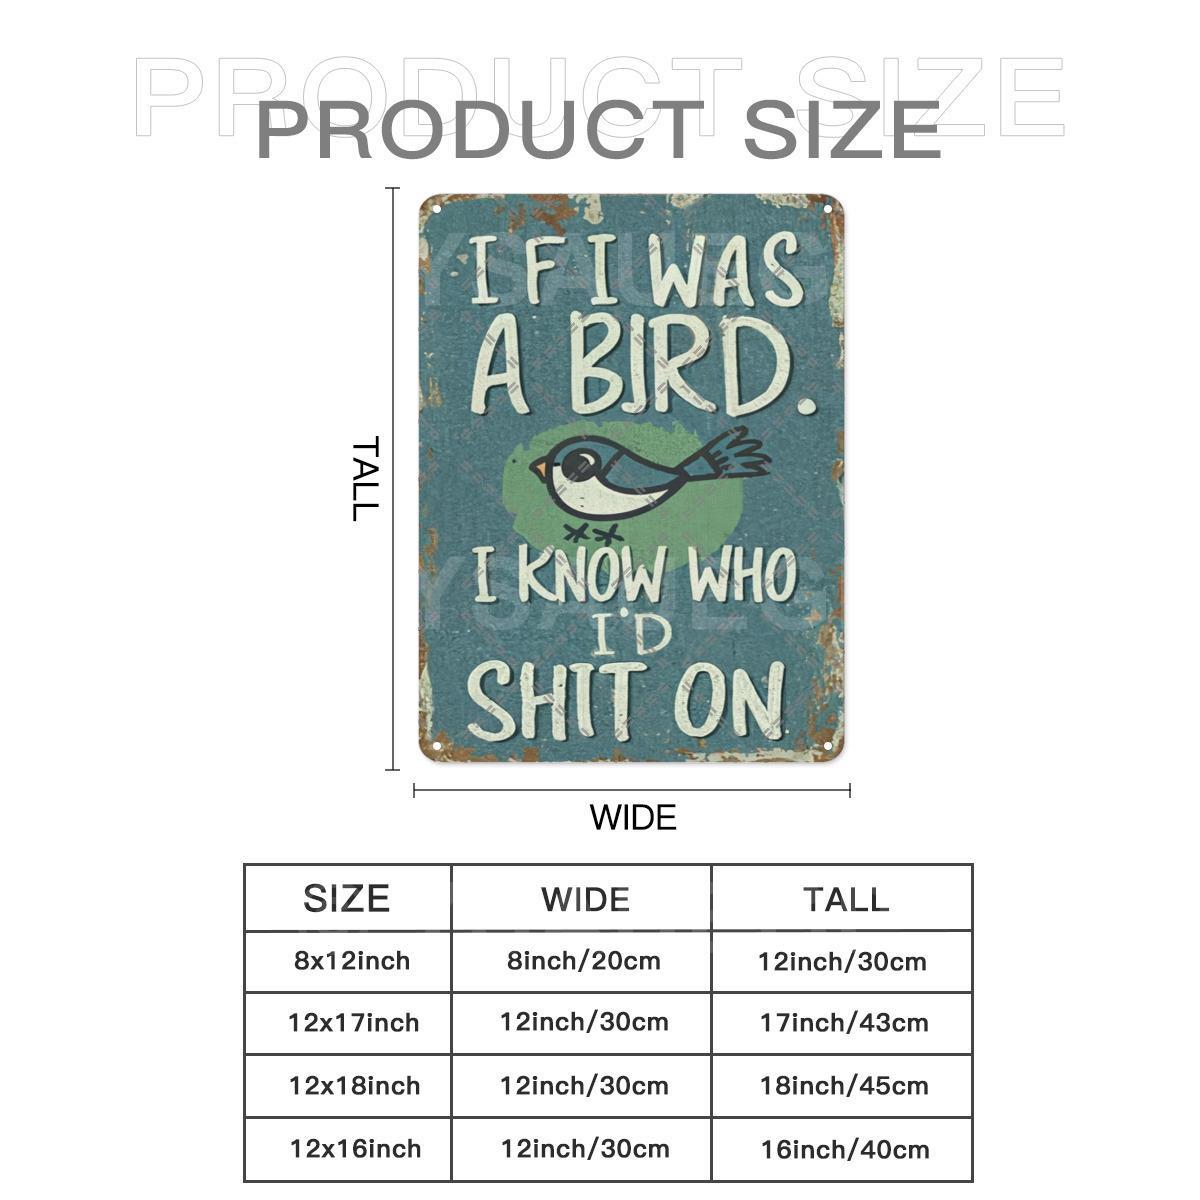 PRODUCT SIZE
PRODUCT SIZE
IF I WAS
A BIRD.
I KNOW WHO
I'D
SHIT ON.
TALL
WIDE
SIZE WIDE TALL
8x12inch 8inch/20cm 12inch/30cm
12x17inch 12inch/30cm 17inch/43cm
12x18inch 12inch/30cm 18inch/45cm
12x16inch 12inch/30cm 16inch/40cm